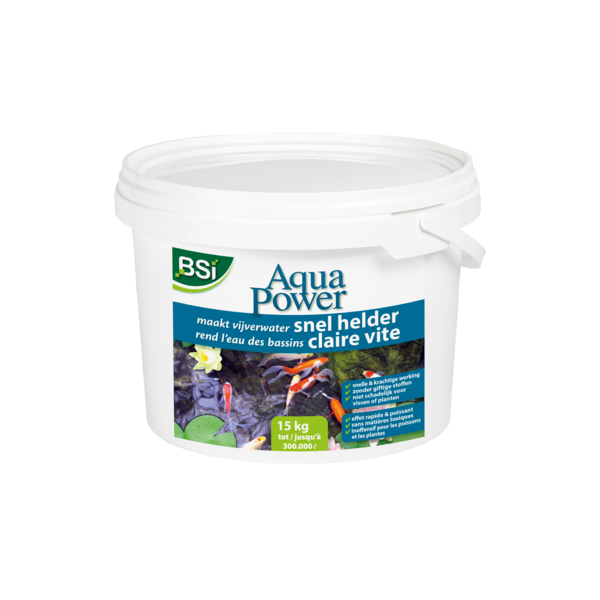 BSi
Aqua
Power
maakt vijverwater snel helder
rend l'eau des bassins claire vite
snelle & krachtige werking
zonder giftige stoffen
niet schadelijk voor
vissen of planten
effet rapide & puissant
sans matières toxiques
inoffensif pour les poissons
et les plantes
15 kg
tot / jusqu'à
300.000 ℓ